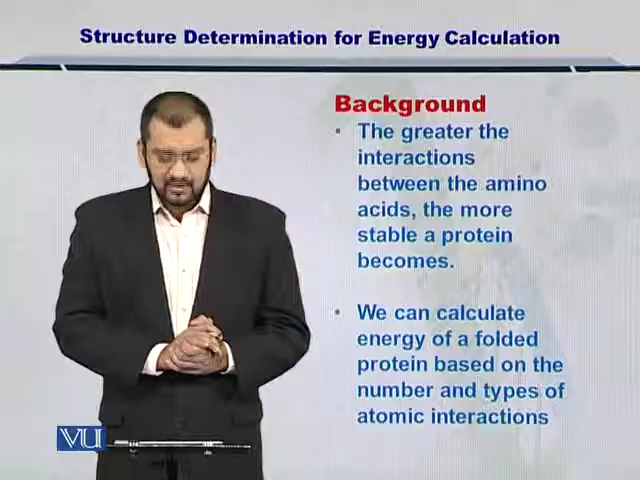 Structure Determination for Energy Calculation
Background
• The greater the
interactions
between the amino
acids, the more
stable a protein
becomes.
• We can calculate
energy of a folded
protein based on the
number and types of
atomic interactions
VU